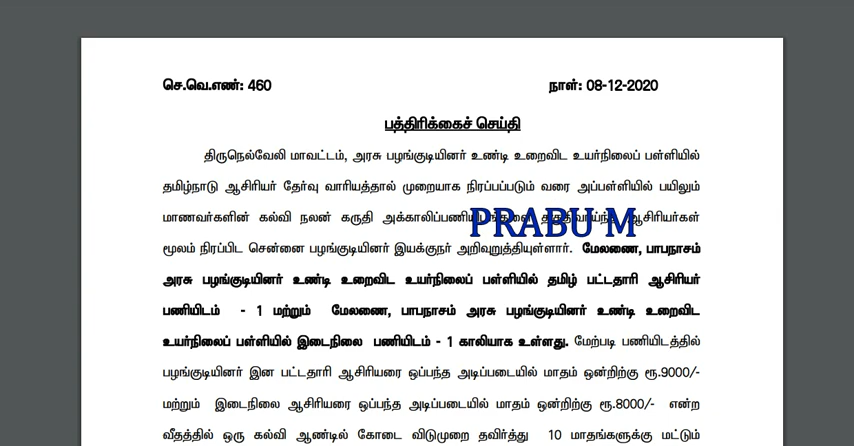 செ.வெ.எண்: 460 நாள்: 08-12-2020
பத்திரிக்கைச் செய்தி
திருநெல்வேலி மாவட்டம், அரசு பழங்குடியினர் உண்டி உறைவிட உயர்நிலைப் பள்ளியில்
தமிழ்நாடு ஆசிரியர் தேர்வு வாரியத்தால் முறையாக நிரப்பப்படும் வரை அப்பள்ளியில் பயிலும்
மாணவர்களின் கல்வி நலன் கருதி ஆசிரியர்கள்
PRABU M
மூலம் நிரப்பிட சென்னை பழங்குடியினர் இயக்குநர் அறிவுறுத்தியுள்ளார். மேலணை, பாபநாசம்
அரசு பழங்குடியினர் உண்டி உறைவிட உயர்நிலைப் பள்ளியில் தமிழ் பட்டதாரி ஆசிரியர்
பணியிடம் - 1 மற்றும் மேலணை, பாபநாசம் அரசு பழங்குடியினர் உண்டி உறைவிட
உயர்நிலைப் பள்ளியில் இடைநிலை பணியிடம் - 1 காலியாக உள்ளது. மேற்படி பணியிடத்தில்
பழங்குடியினர் இன பட்டதாரி ஆசிரியரை ஒப்பந்த அடிப்படையில் மாதம் ஒன்றிற்கு ரூ.9000/-
மற்றும் இடைநிலை ஆசிரியரை ஒப்பந்த அடிப்படையில் மாதம் ஒன்றிற்கு ரூ.8000/- என்ற
வீதத்தில் ஒரு கல்வி ஆண்டில் கோடை விடுமுறை தவிர்த்து 10 மாதங்களுக்கு மட்டும்